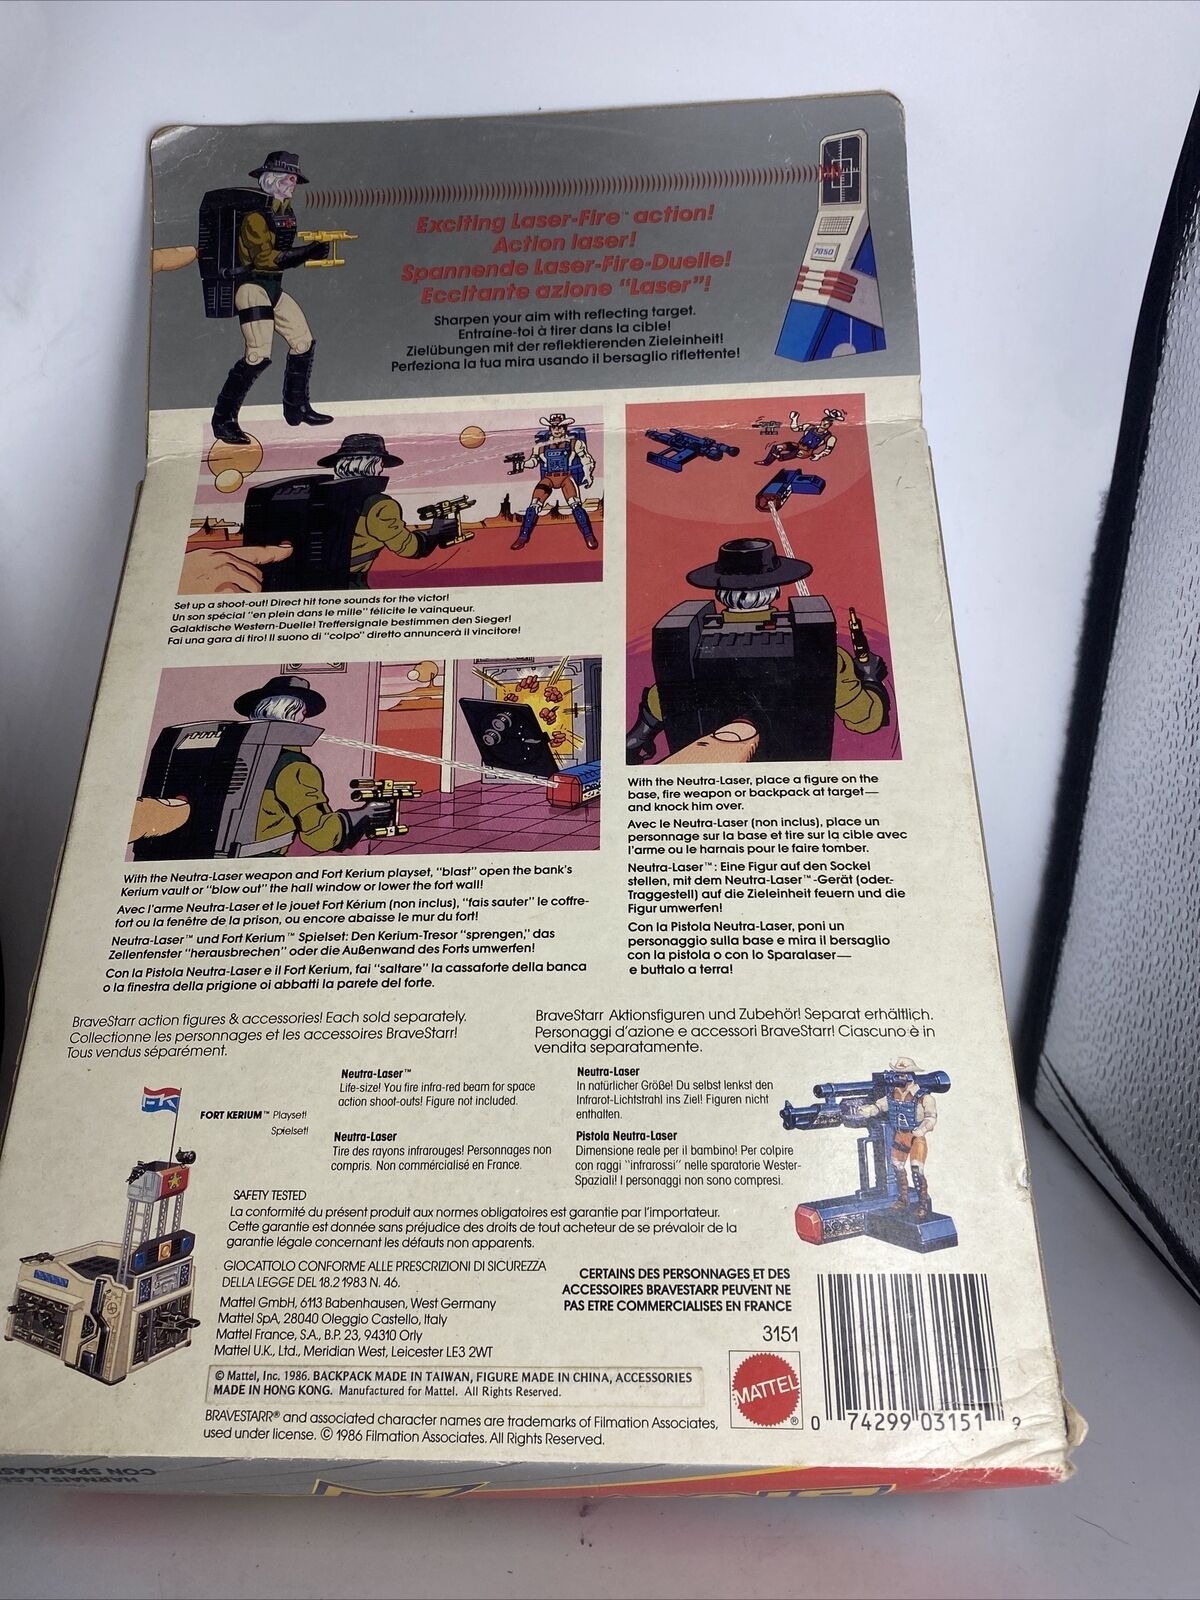 Exciting Laser-Fire™ action!
Action laser!
Spannende Laser-Fire-Duelle!
Eccitante azione "Laser"!
Sharpen your aim with reflecting target.
Entraîne-toi à tirer dans la cible!
Zielübungen mit der reflektierenden Zieleinheit!
Perfeziona la tua mira usando il bersaglio riflettente!
7050
Set up a shoot-out! Direct hit tone sounds for the victor!
Un son spécial "en plein dans le mille" félicite le vainqueur.
Galaktische Western-Duelle! Treffersignale bestimmen den Sieger!
Fai una gara di tiro! Il suono di "colpo" diretto annuncerà il vincitore!
With the Neutra-Laser weapon and Fort Kerium playset, "blast" open the bank's
Kerium vault or "blow out" the hall window or lower the fort wall!
Avec l'arme Neutra-Laser et le jouet Fort Kérium (non inclus), "fais sauter" le coffre-
fort ou la fenêtre de la prison, ou encore abaisse le mur du fort!
Neutra-Laser™ und Fort Kerium™ Spielset: Den Kerium-Tresor "sprengen," das
Zellenfenster "herausbrechen" oder die Außenwand des Forts umwerfen!
Con la Pistola Neutra-Laser e il Fort Kerium, fai "saltare" la cassaforte della banca
o la finestra della prigione oi abbatti la parete del forte.
With the Neutra-Laser, place a figure on the
base, fire weapon or backpack at target—
and knock him over.
Avec le Neutra-Laser (non inclus), place un
personnage sur la base et tire sur la cible avec
l'arme ou le harnais pour le faire tomber.
Neutra-Laser™: Eine Figur auf den Sockel
stellen, mit dem Neutra-Laser™-Gerät (oder-
Traggestell) auf die Zieleinheit feuern und die
Figur umwerfen!
Con la Pistola Neutra-Laser, poni un
personaggio sulla base e mira il bersaglio
con la pistola o con lo Sparalaser—
e buttalo a terra!
BraveStarr action figures & accessories! Each sold separately.
Collectionne les personnages et les accessoires BraveStarr!
Tous vendus séparément.
BraveStarr Aktionsfiguren und Zubehör! Separat erhältlich.
Personaggi d'azione e accessori BraveStarr! Ciascuno è in
vendita separatamente.
FORT KERIUM™ Playset!
Spielset!
Neutra-Laser™
Life-size! You fire infra-red beam for space
action shoot-outs! Figure not included.
Neutra-Laser
Tire des rayons infrarouges! Personnages non
compris. Non commércialisé en France.
Neutra-Laser
In natürlicher Größe! Du selbst lenkst den
Infrarot-Lichtstrahl ins Ziel! Figuren nicht
enthalten.
Pistola Neutra-Laser
Dimensione reale per il bambino! Per colpire
con raggi "infrarossi" nelle sparatorie Wester-
Spaziali! I personaggi non sono compresi.
SAFETY TESTED
La conformité du présent produit aux normes obligatoires est garantie par l'importateur.
Cette garantie est donnée sans préjudice des droits de tout acheteur de se prévaloir de la
garantie légale concernant les défauts non apparents.
GIOCATTOLO CONFORME ALLE PRESCRIZIONI DI SICUREZZA
DELLA LEGGE DEL 18.2 1983 N. 46.
Mattel GmbH, 6113 Babenhausen, West Germany
Mattel SpA, 28040 Oleggio Castello, Italy
Mattel France, S.A., B.P. 23, 94310 Orly
Mattel U.K., Ltd., Meridian West, Leicester LE3 2WT
CERTAINS DES PERSONNAGES ET DES
ACCESSOIRES BRAVESTARR PEUVENT NE
PAS ETRE COMMERCIALISES EN FRANCE
3151
© Mattel, Inc. 1986. BACKPACK MADE IN TAIWAN, FIGURE MADE IN CHINA, ACCESSORIES
MADE IN HONG KONG. Manufactured for Mattel. All Rights Reserved.
BRAVESTARR® and associated character names are trademarks of Filmation Associates,
used under license. © 1986 Filmation Associates. All Rights Reserved.
MATTEL®
0 74299 03151 9